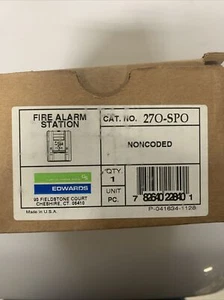 FIRE ALARM
STATION
CAT. NO. 270-SPO
NONCODED
QTY
1
UNIT
PC.
EDWARDS
90 FIELDSTONE COURT
CHESHIRE, CT. 06410
Made in U.S.A.
P-041634-1128